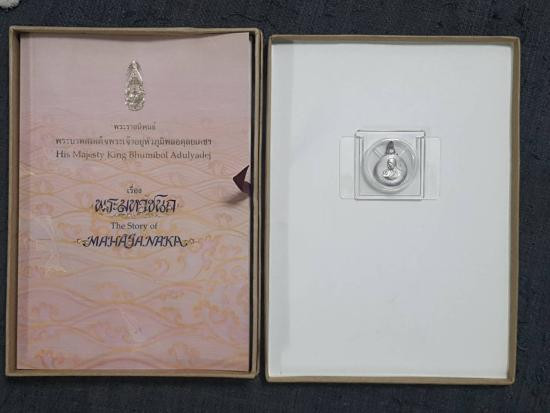 พระราชนิพนธ์
พระบาทสมเด็จพระเจ้าอยู่หัวภูมิพลอดุลยเดช
His Majesty King Bhumibol Adulyadej
เรื่อง
พระมหาชนก
The Story of
MAHAJANAKA